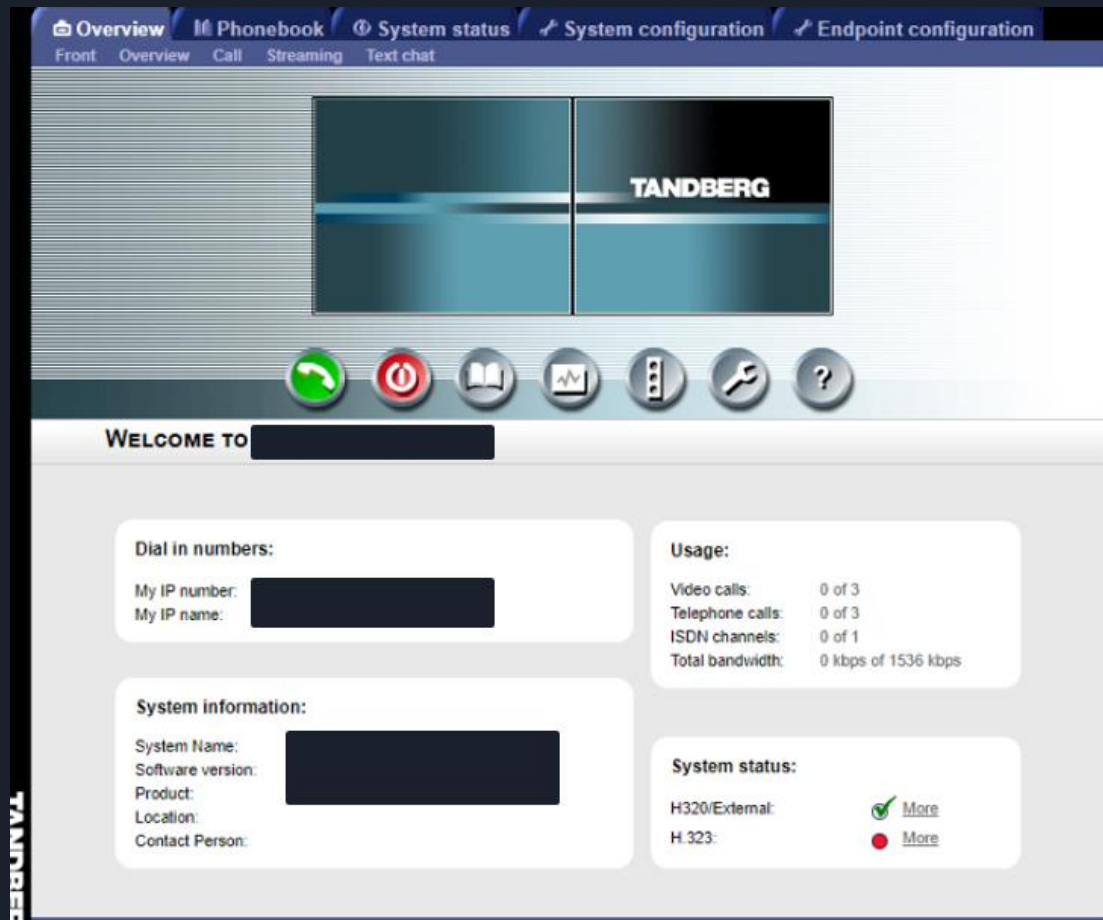 Overview Phonebook System status System configuration Endpoint configuration
Front Overview Call Streaming Text chat
TANDBERG
?
WELCOME TO
Dial in numbers:
My IP number:
My IP name:
Usage:
Video calls: 0 of 3
Telephone calls: 0 of 3
ISDN channels: 0 of 1
Total bandwidth: 0 kbps of 1536 kbps
System information:
System Name:
Software version:
Product:
Location:
Contact Person:
System status:
H320/External: More
H.323: More